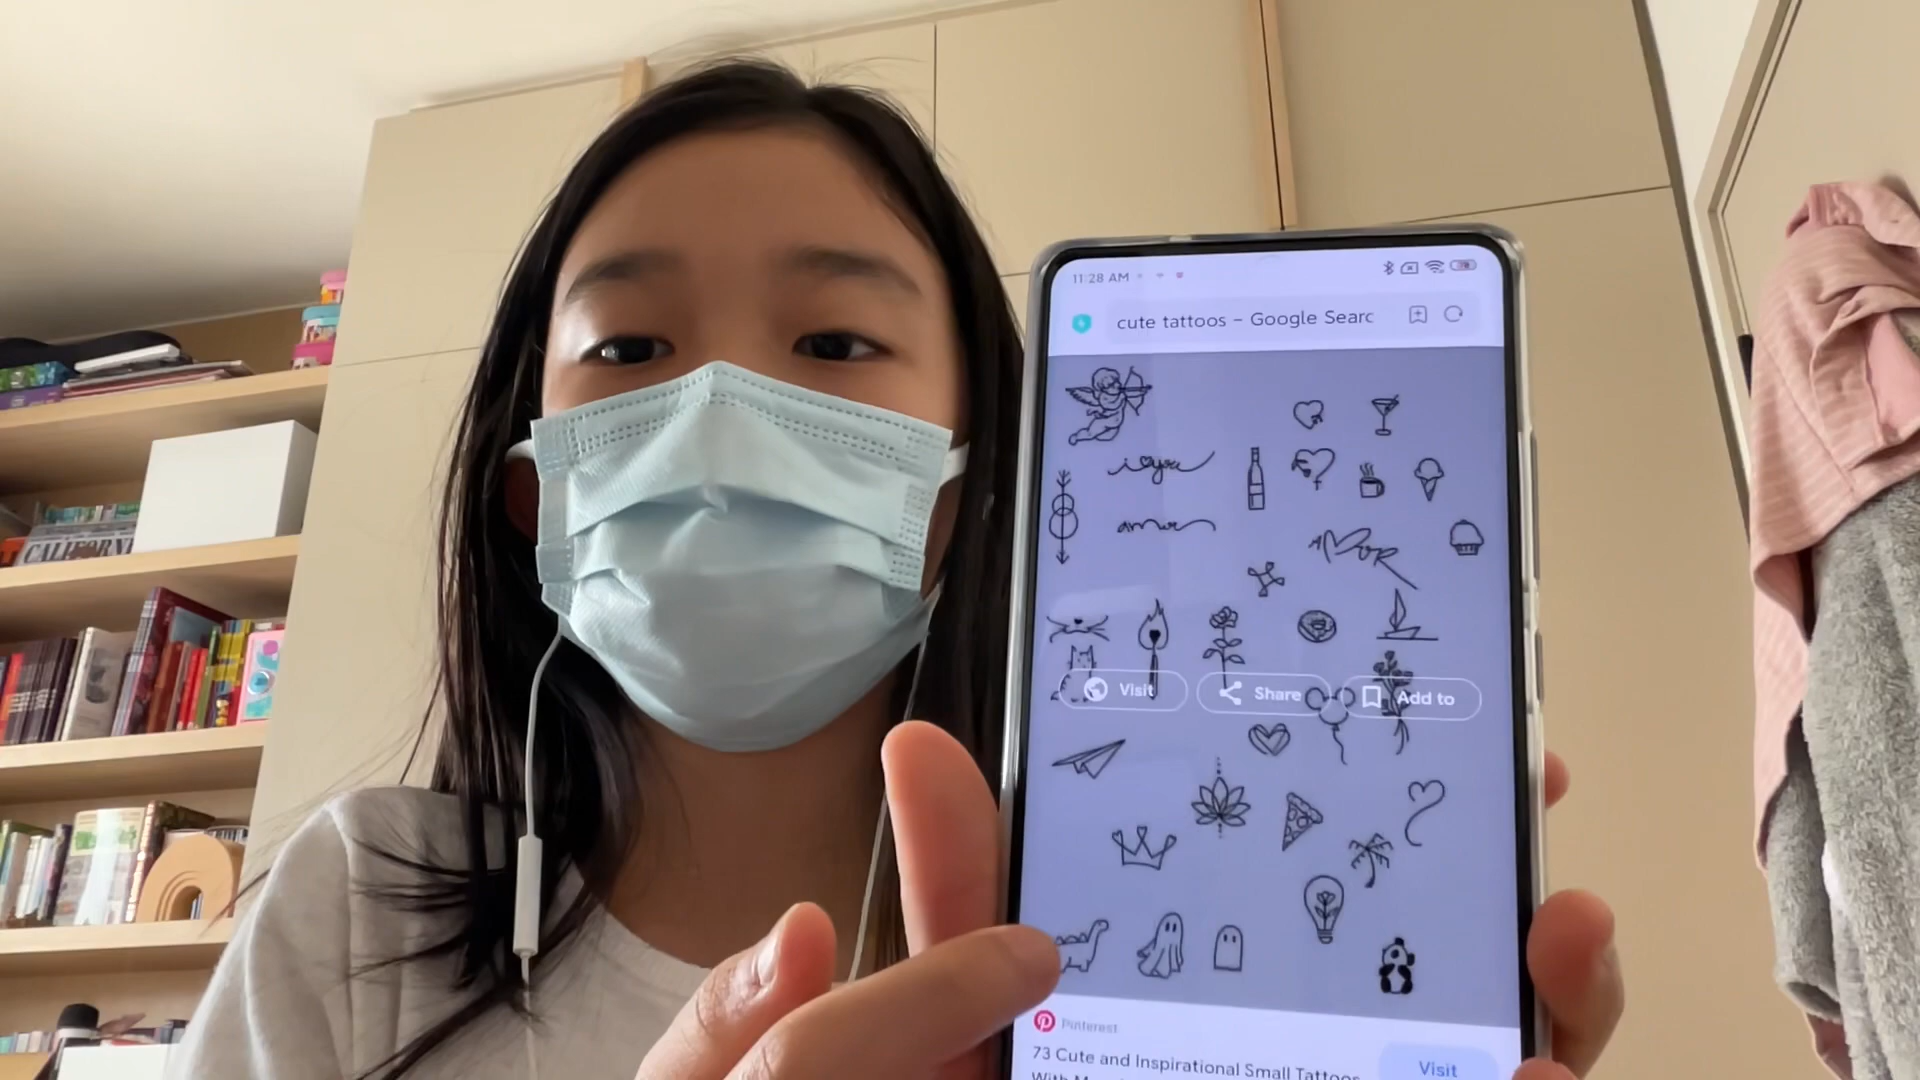 11:28 AM
cute tattoos – Google Searc
i you
amor
AMOR
Visit
Share
Add to
Pinterest
73 Cute and Inspirational Small Tattoos
Visit
CALIFORNIA